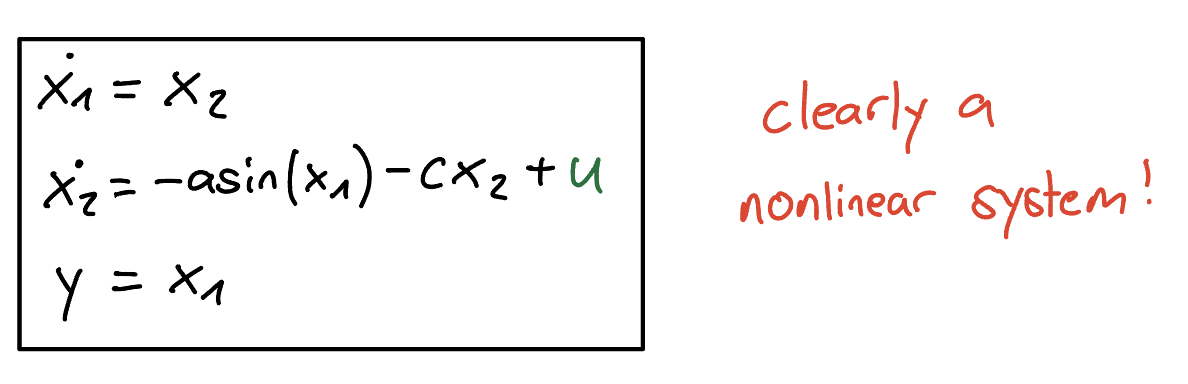 ẋ₁ = x₂
ẋ₂ = -asin(x₁) - cx₂ + u
y = x₁
clearly a
nonlinear system!